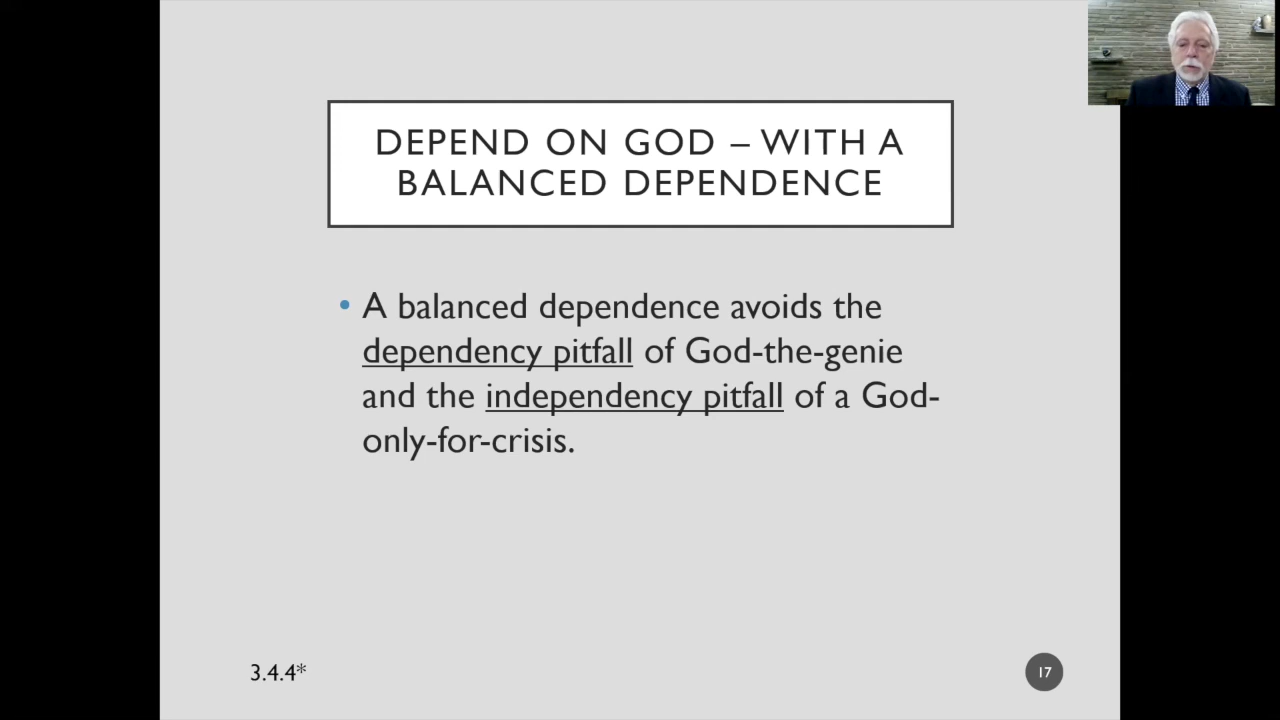 DEPEND ON GOD – WITH A
BALANCED DEPENDENCE
• A balanced dependence avoids the
dependency pitfall of God-the-genie
and the independency pitfall of a God-
only-for-crisis.
3.4.4*
17